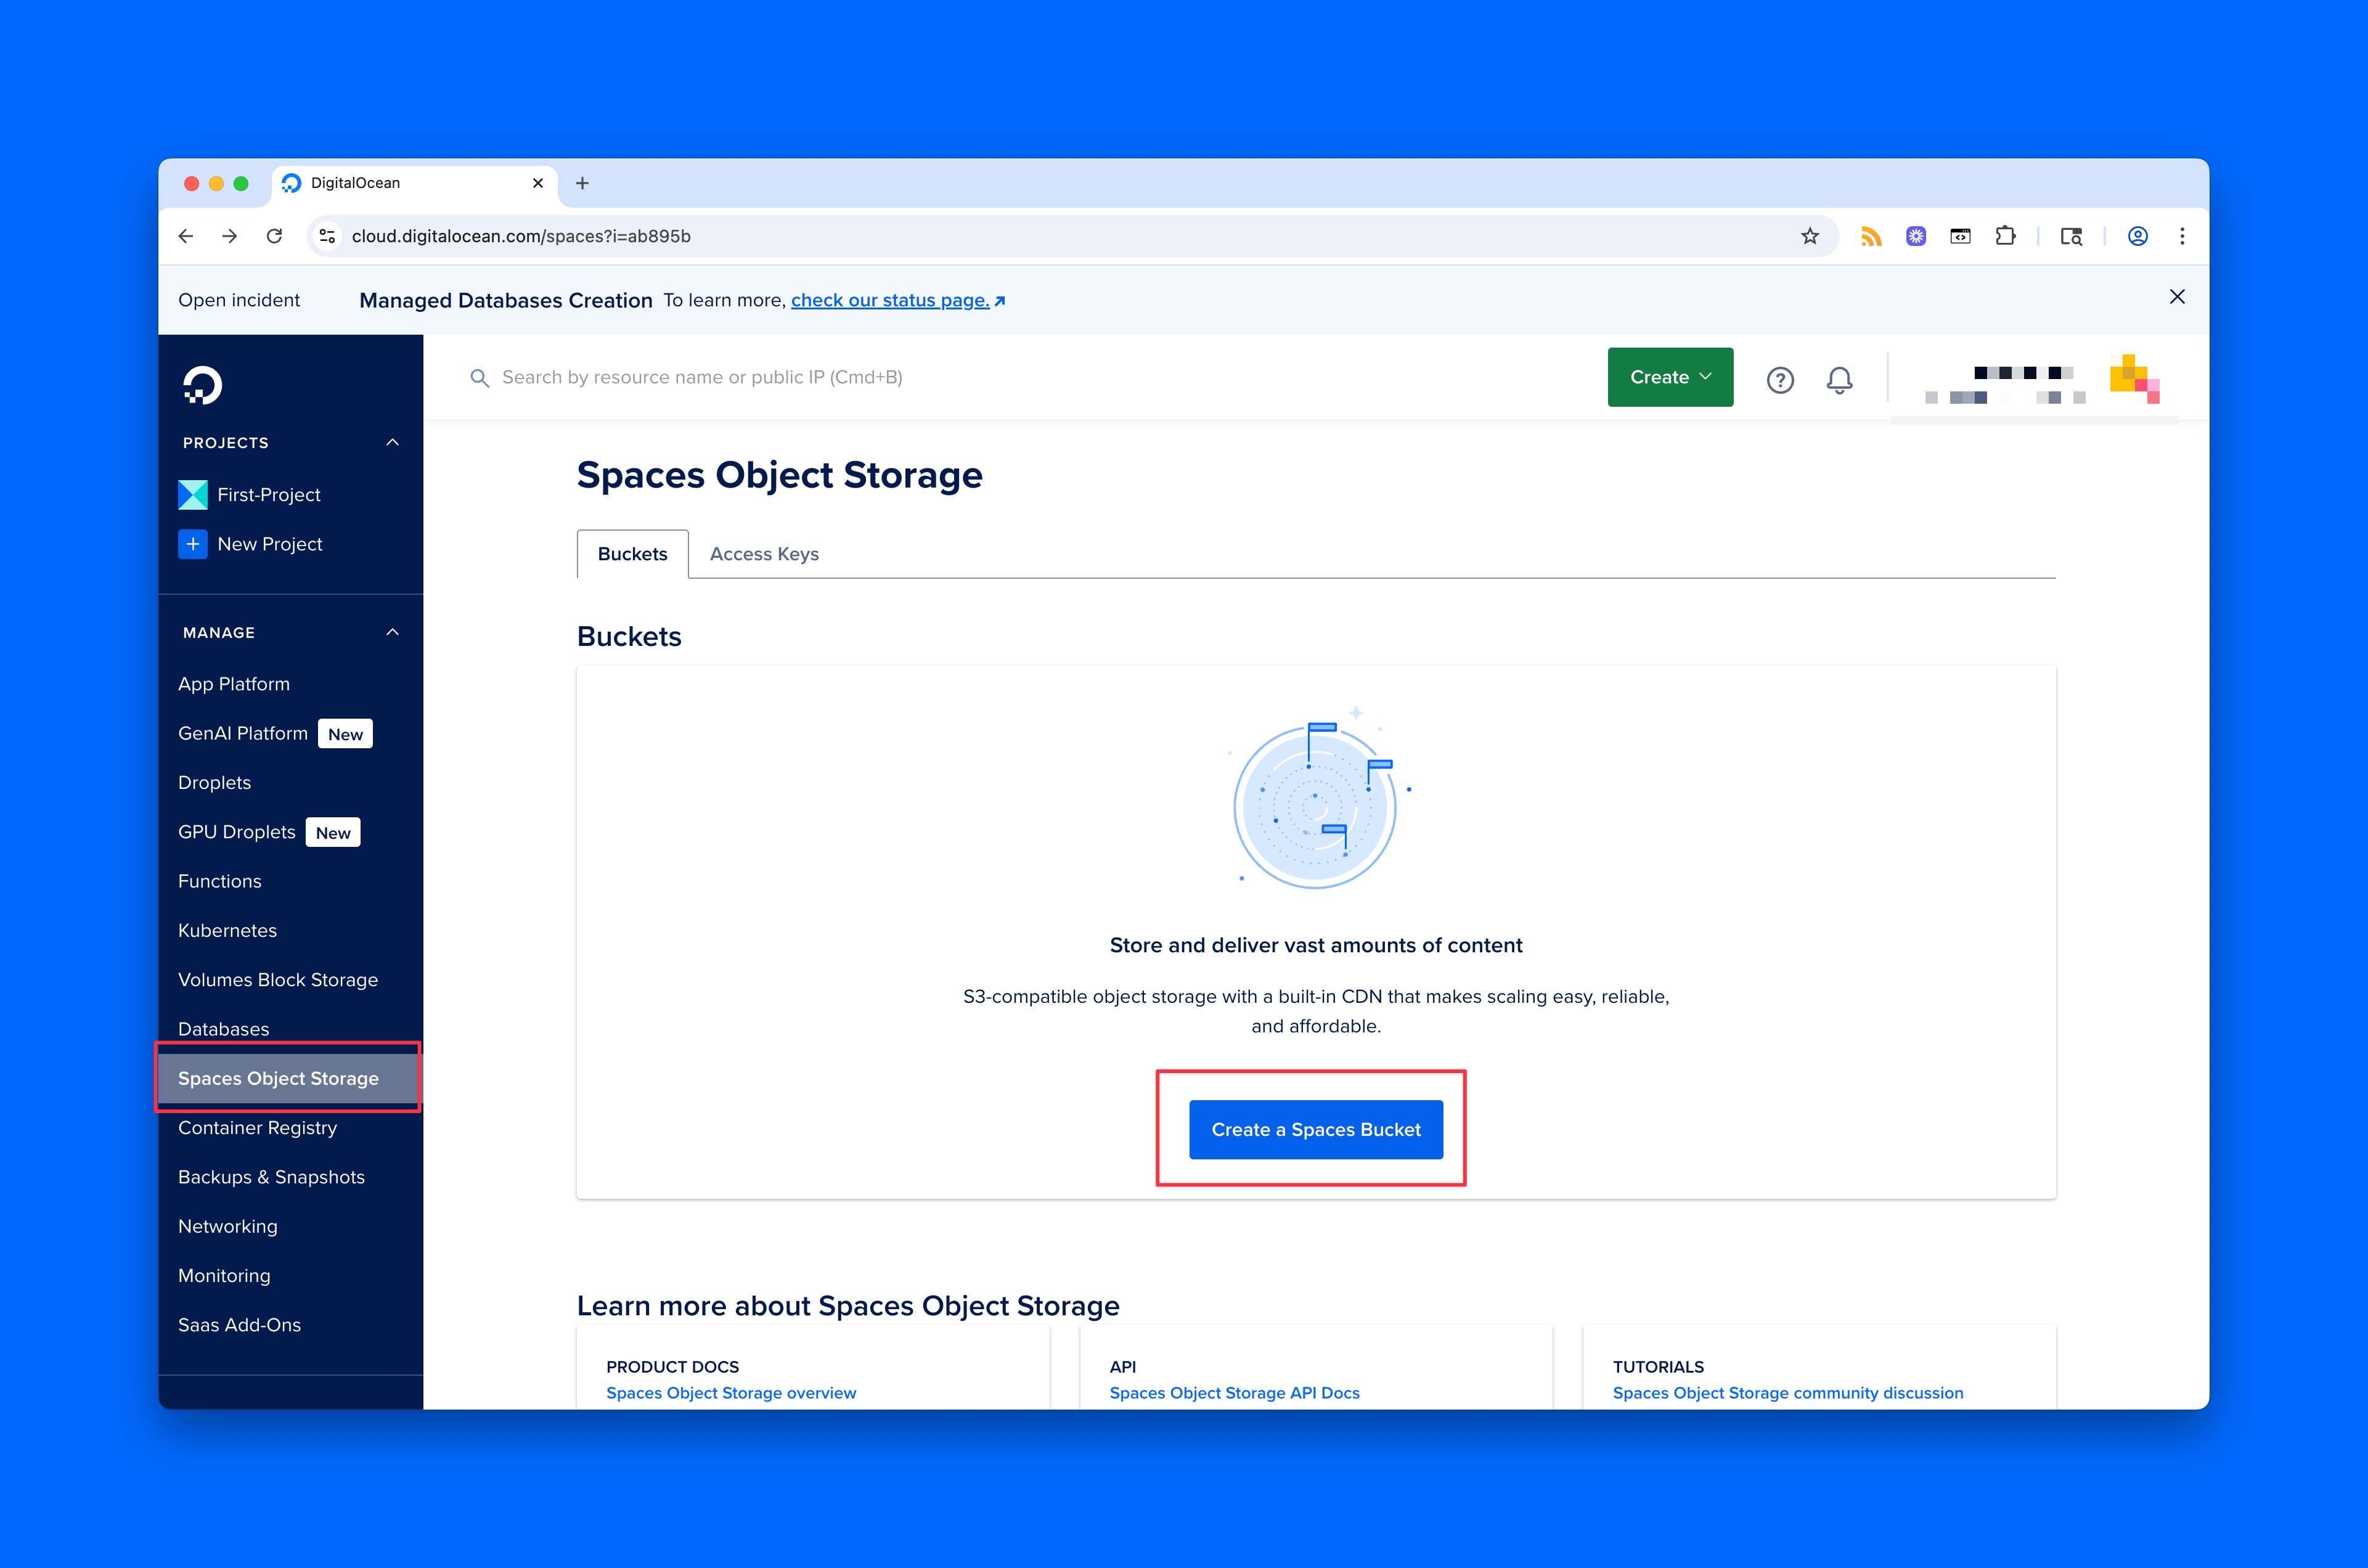 DigitalOcean
cloud.digitalocean.com/spaces?i=ab895b
Open incident
Managed Databases Creation To learn more, check our status page.
Search by resource name or public IP (Cmd+B)
Create
PROJECTS
First-Project
New Project
MANAGE
App Platform
GenAI Platform New
Droplets
GPU Droplets New
Functions
Kubernetes
Volumes Block Storage
Databases
Spaces Object Storage
Container Registry
Backups & Snapshots
Networking
Monitoring
Saas Add-Ons
Spaces Object Storage
Buckets
Access Keys
Buckets
Store and deliver vast amounts of content
S3-compatible object storage with a built-in CDN that makes scaling easy, reliable,
and affordable.
Create a Spaces Bucket
Learn more about Spaces Object Storage
PRODUCT DOCS
Spaces Object Storage overview
API
Spaces Object Storage API Docs
TUTORIALS
Spaces Object Storage community discussion